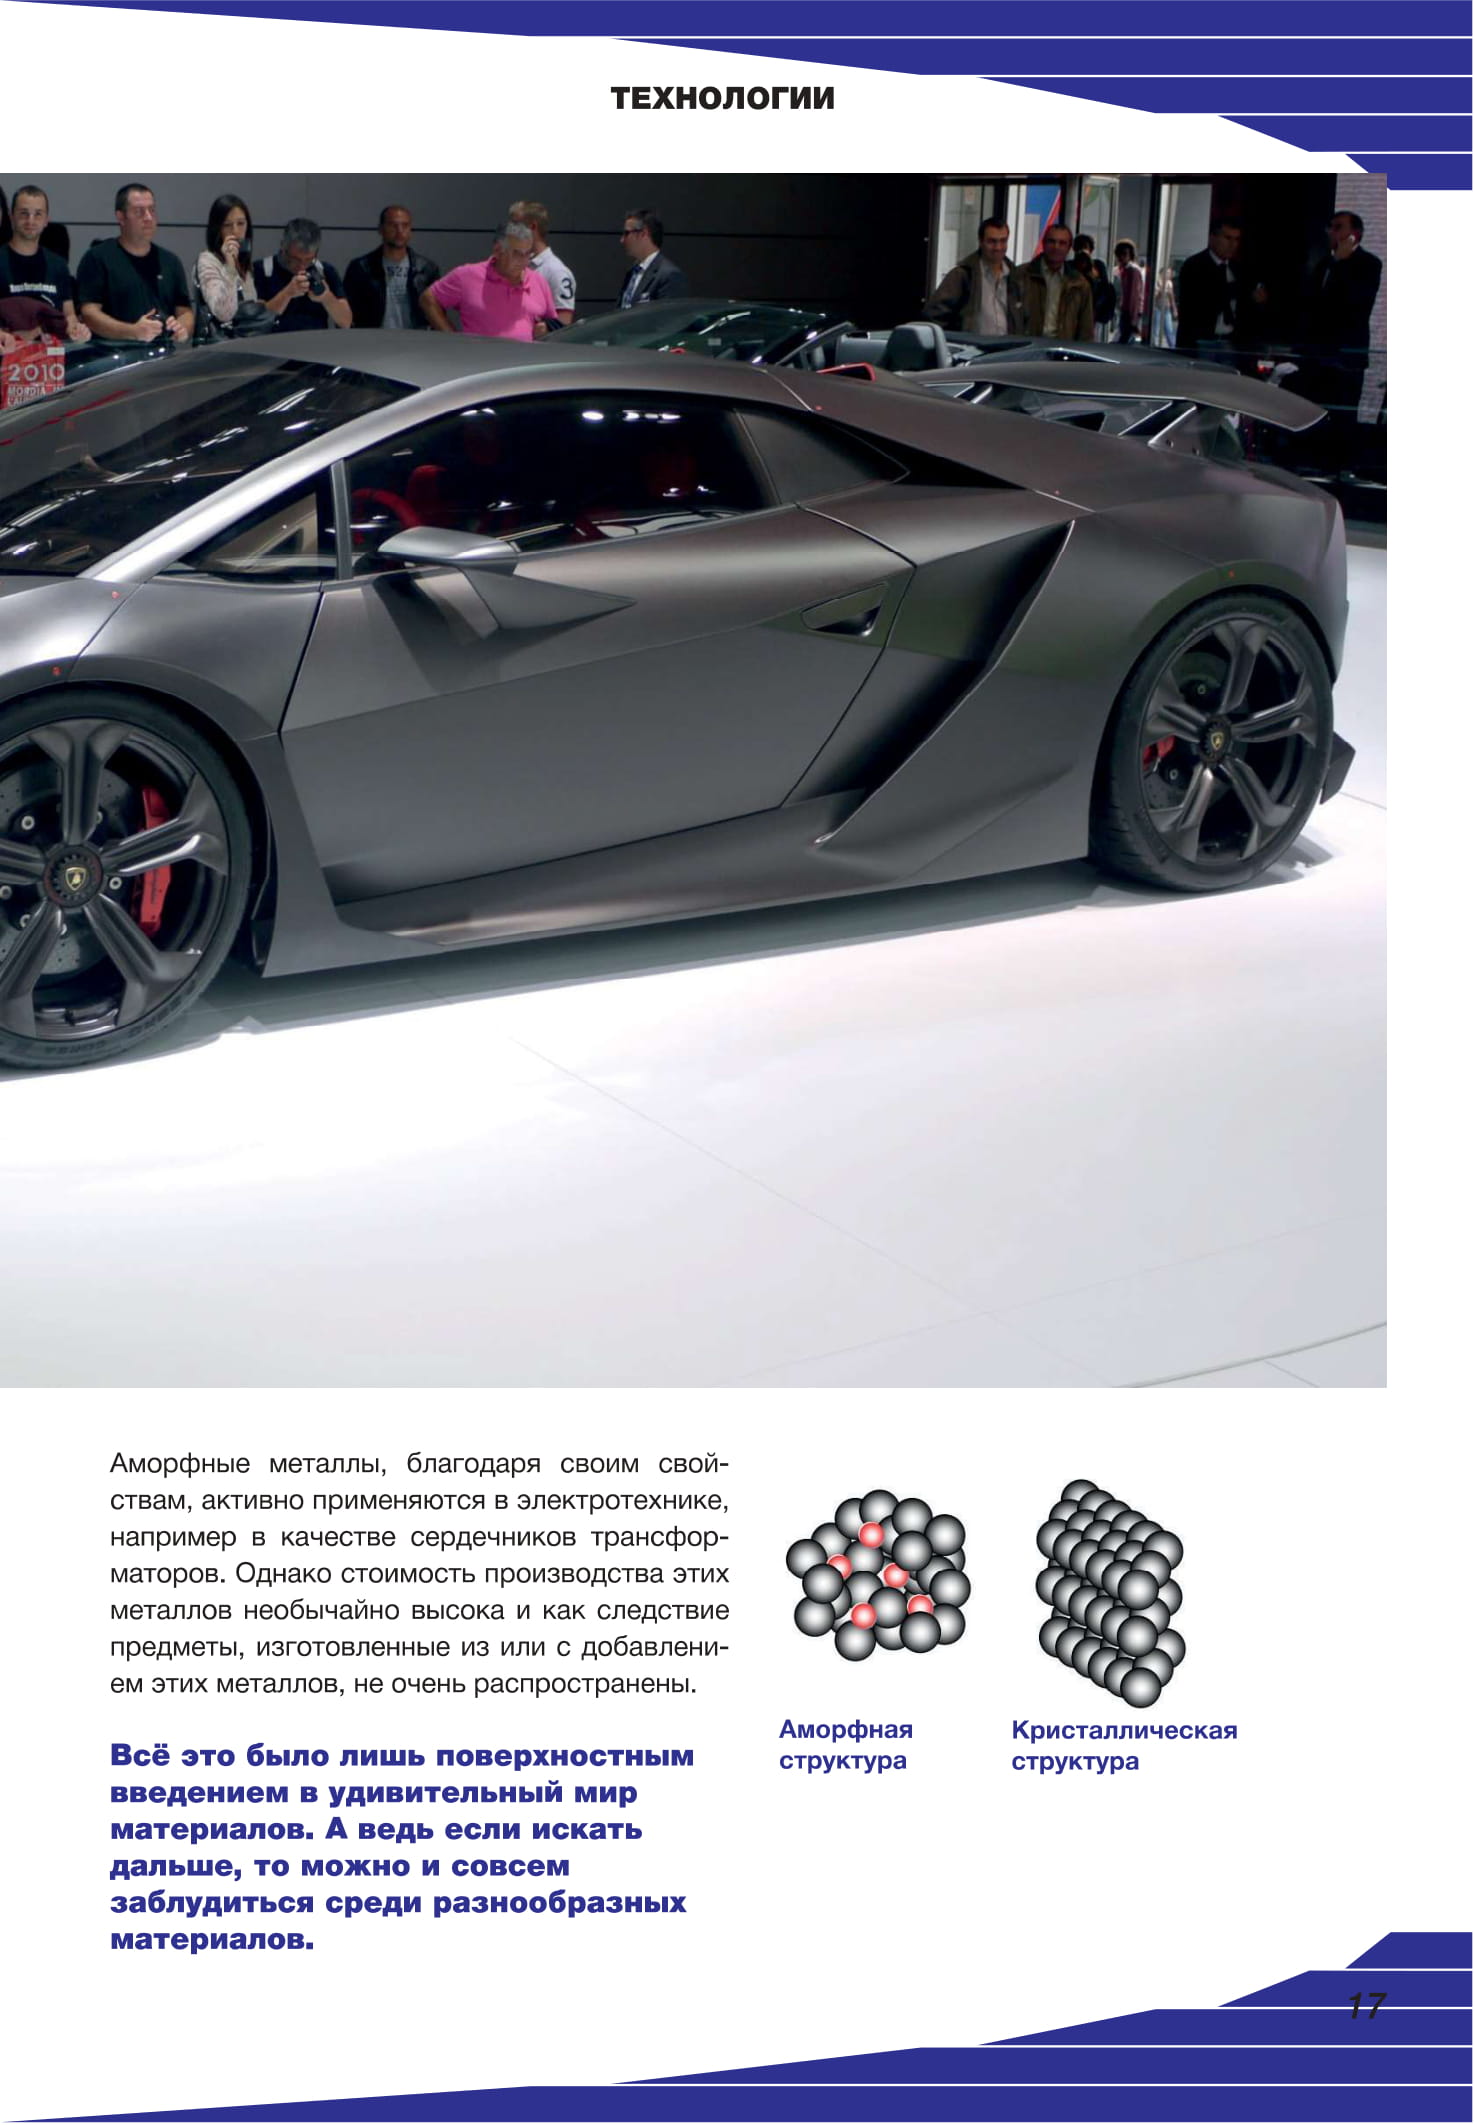 ТЕХНОЛОГИИ
2010
3
Аморфные металлы, благодаря своим свой-
ствам, активно применяются в электротехнике,
например в качестве сердечников трансфор-
маторов. Однако стоимость производства этих
металлов необычайно высока и как следствие
предметы, изготовленные из или с добавлени-
ем этих металлов, не очень распространены.
Всё это было лишь поверхностным
введением в удивительный мир
материалов. А ведь если искать
дальше, то можно и совсем
заблудиться среди разнообразных
материалов.
Аморфная
структура
Кристаллическая
структура
17